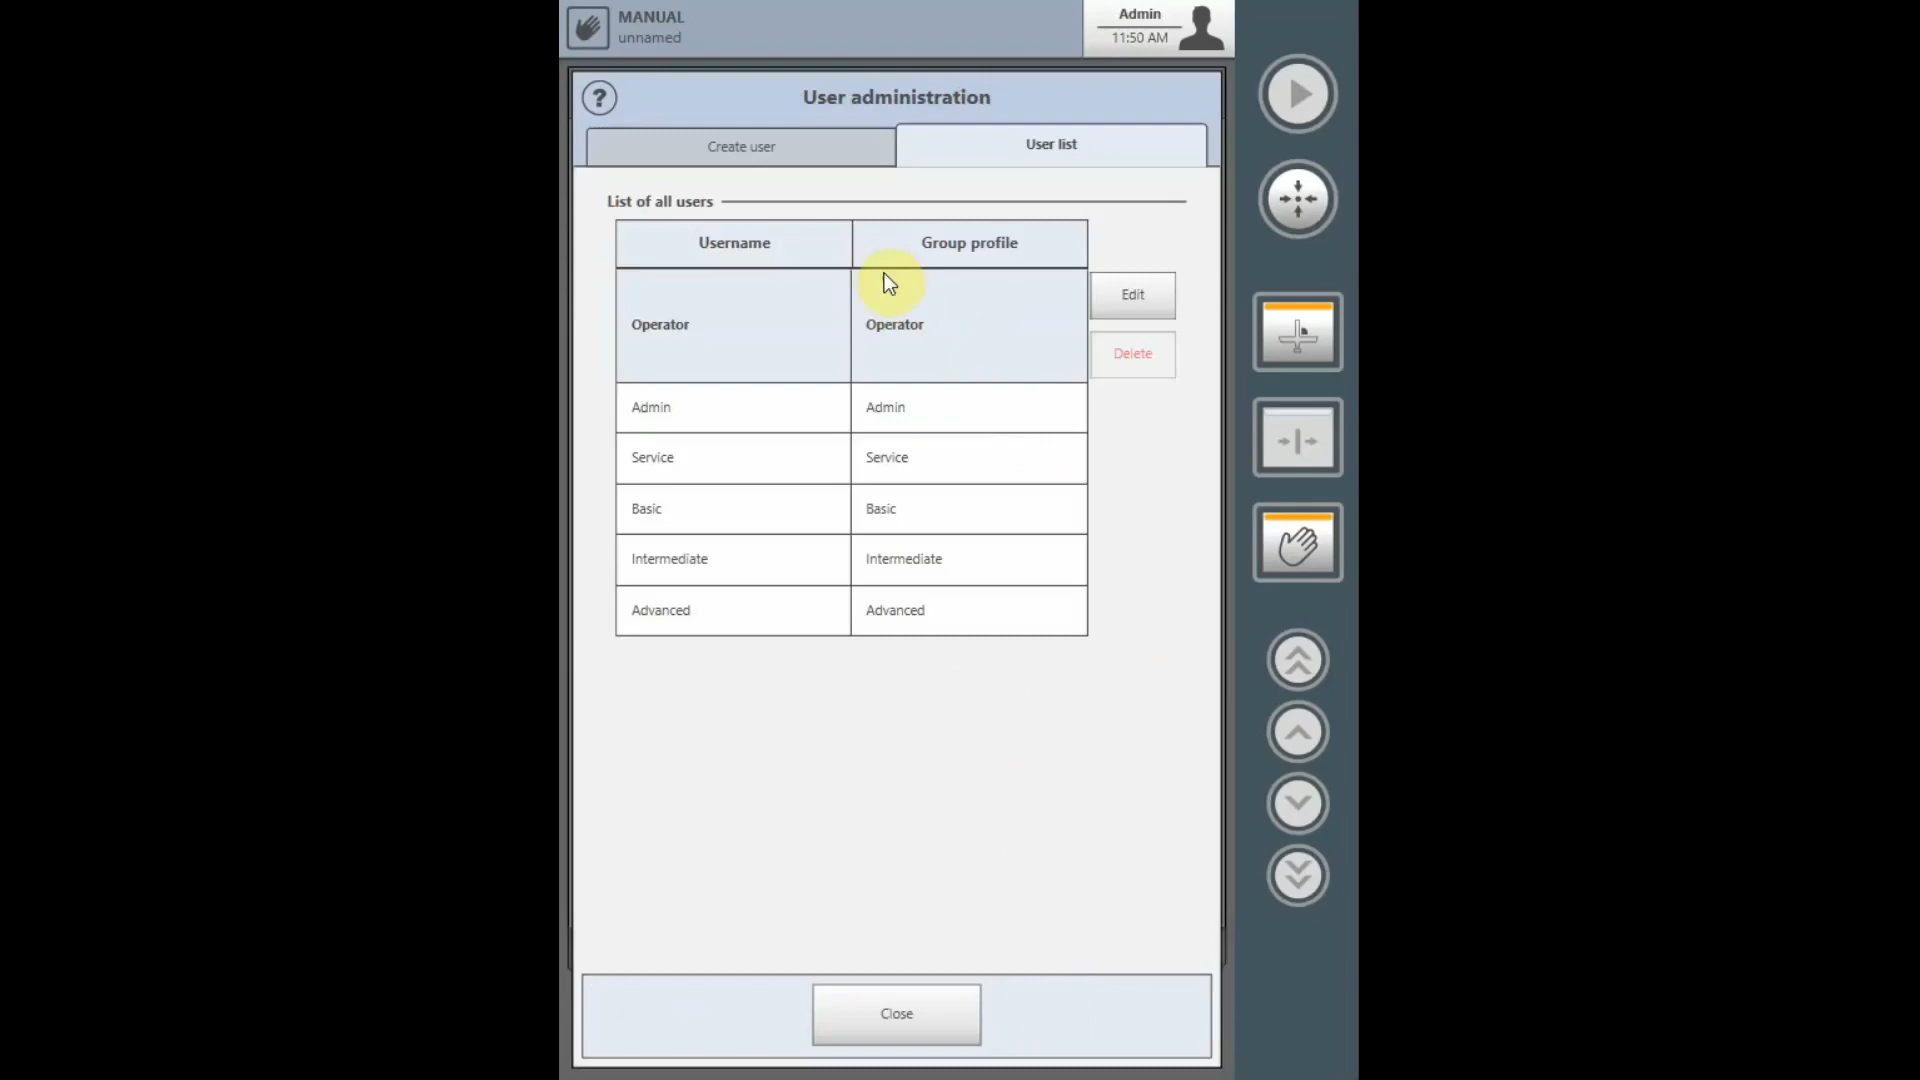 MANUAL
unnamed
Admin
11:50 AM
?
User administration
Create user
User list
List of all users
Username
Group profile
Operator
Operator
Edit
Delete
Admin
Admin
Service
Service
Basic
Basic
Intermediate
Intermediate
Advanced
Advanced
Close